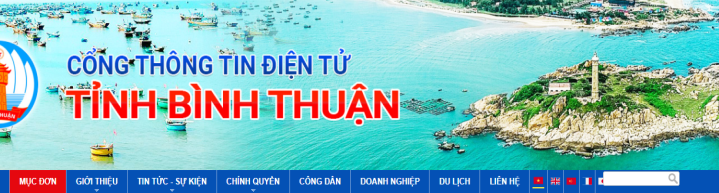 CỔNG THÔNG TIN ĐIỆN TỬ
TỈNH BÌNH THUẬN
MỤC ĐƠN GIỚI THIỆU TIN TỨC - SỰ KIỆN CHÍNH QUYỀN CÔNG DÂN DOANH NGHIỆP DU LỊCH LIÊN HỆ